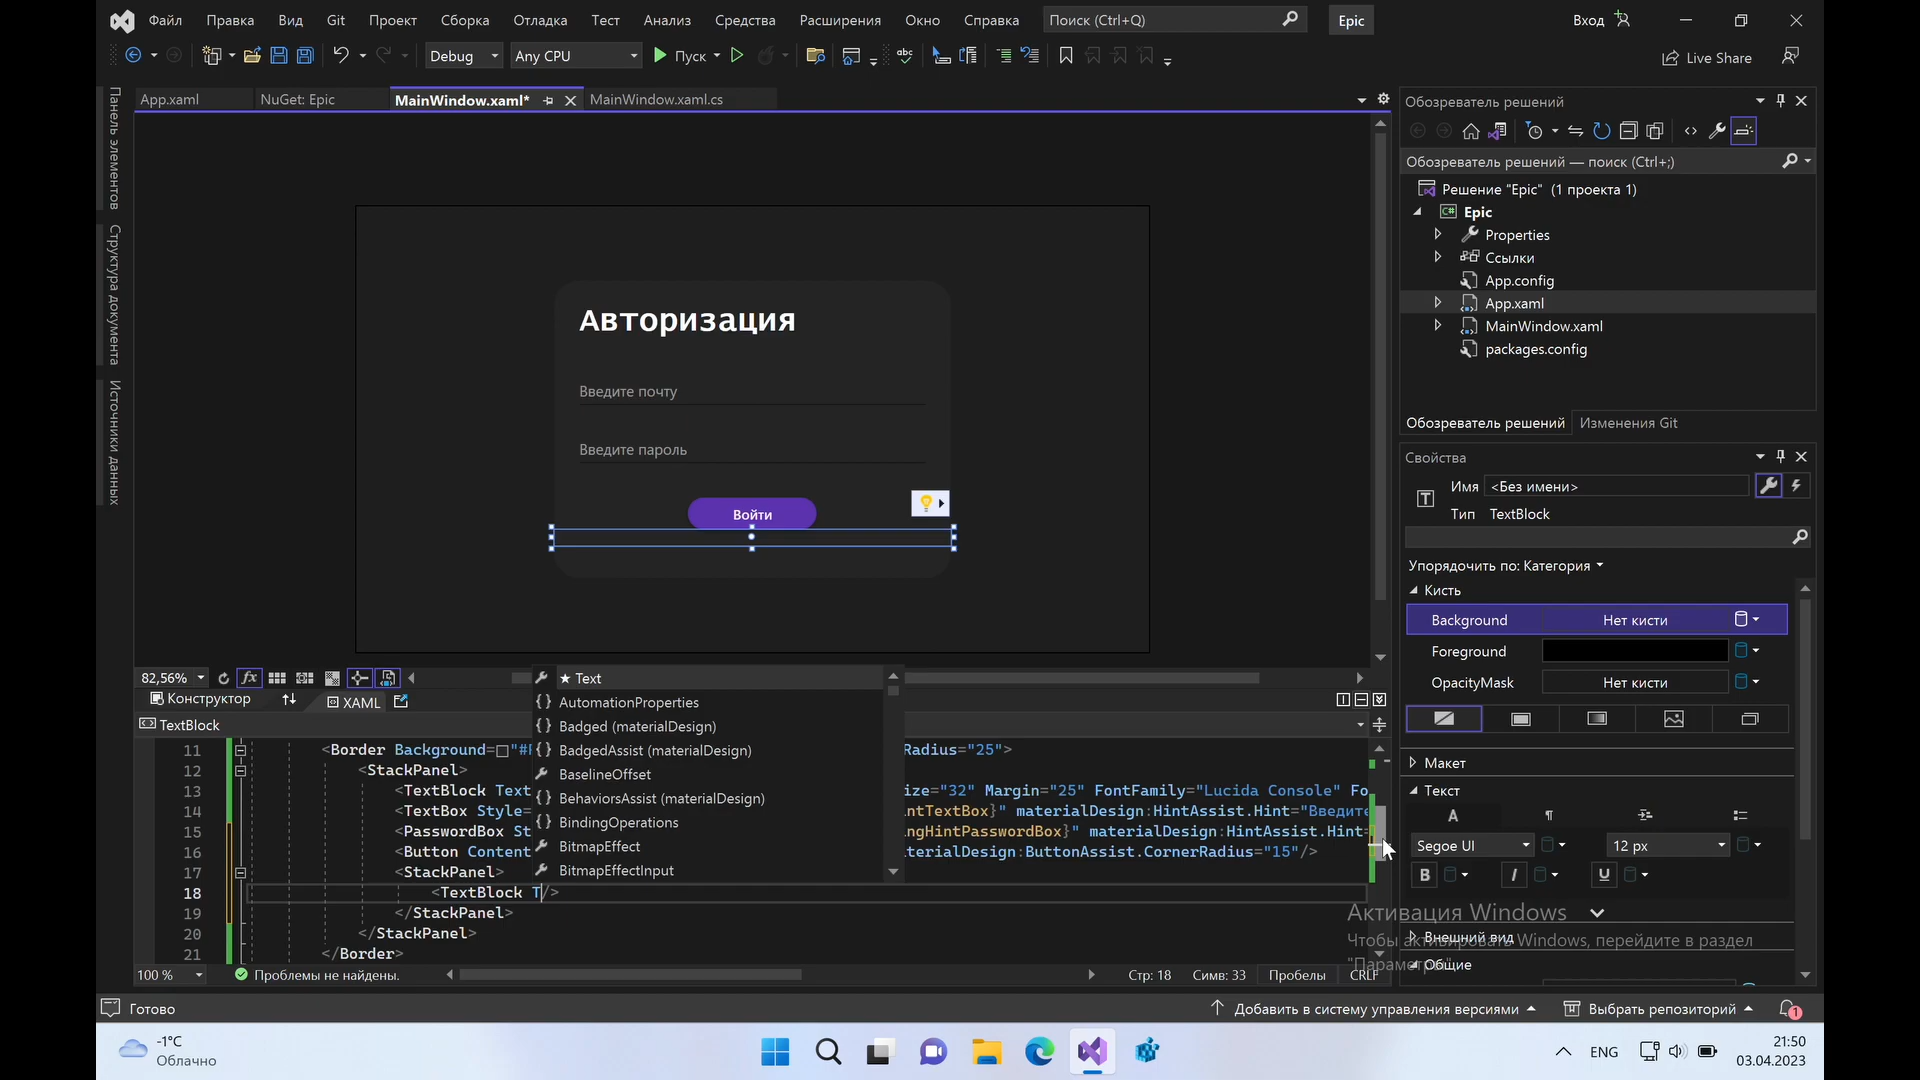 Файл Правка Вид Git Проект Сборка Отладка Тест Анализ Средства Расширения Окно Справка Поиск (Ctrl+Q) Epic Вход
Debug Any CPU Пуск abc Live Share
App.xaml NuGet: Epic MainWindow.xaml* MainWindow.xaml.cs
Панель элементов
Структура документа
Источники данных
Авторизация
Введите почту
Введите пароль
Войти
82,56% fx
Конструктор XAML
TextBlock
★ Text
AutomationProperties
Badged (materialDesign)
BadgedAssist (materialDesign)
BaselineOffset
BehaviorsAssist (materialDesign)
BindingOperations
BitmapEffect
BitmapEffectInput
11 <Border Background= "#F Radius="25">
12 <StackPanel>
13 <TextBlock Text ize="32" Margin="25" FontFamily="Lucida Console" Fo
14 <TextBox Style= intTextBox}" materialDesign:HintAssist.Hint="Введите
15 <PasswordBox St ngHintPasswordBox}" materialDesign:HintAssist.Hint=
16 <Button Content terialDesign:ButtonAssist.CornerRadius="15"/>
17 <StackPanel>
18 <TextBlock T/>
19 </StackPanel>
20 </StackPanel>
21 </Border>
100 % Проблемы не найдены. Стр: 18 Симв: 33 Пробелы CRLF
Обозреватель решений
Обозреватель решений — поиск (Ctrl+;)
Решение "Epic" (1 проекта 1)
C# Epic
Properties
Ссылки
App.config
App.xaml
MainWindow.xaml
packages.config
Обозреватель решений Изменения Git
Свойства
Имя <Без имени>
Тип TextBlock
Упорядочить по: Категория
Кисть
Background Нет кисти
Foreground
OpacityMask Нет кисти
Макет
Текст
Segoe UI 12 px
B I U
Внешний вид
Общие
Активация Windows
Чтобы активировать Windows, перейдите в раздел
"Параметры".
Готово Добавить в систему управления версиями Выбрать репозиторий 1
-1°C
Облачно
ENG
21:50
03.04.2023